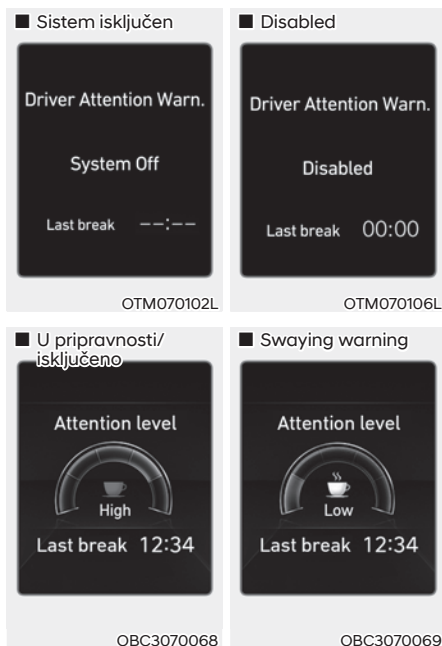 ■ Sistem isključen
Driver Attention Warn.
System Off
Last break --:--
OTM070102L
■ Disabled
Driver Attention Warn.
Disabled
Last break 00:00
OTM070106L
■ U pripravnosti/
isključeno
Attention level
High
Last break 12:34
OBC3070068
■ Swaying warning
Attention level
Low
Last break 12:34
OBC3070069